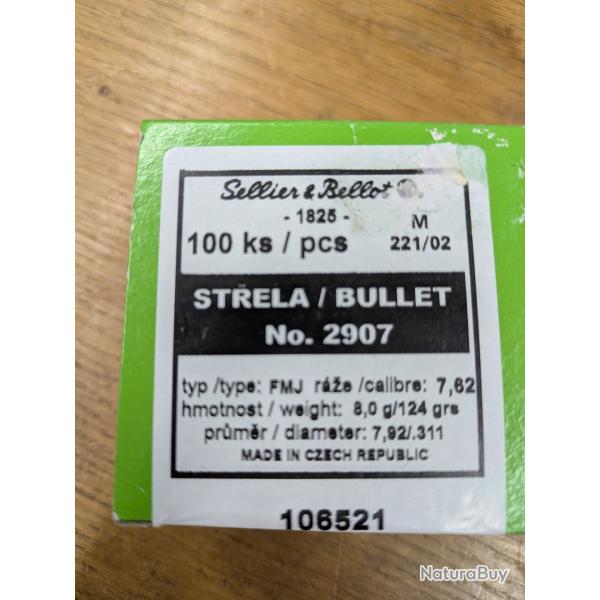 Sellier & Bellot
- 1825 -
M
100 ks / pcs
221/02
STŘELA / BULLET
No. 2907
typ /type: FMJ ráže /calibre: 7,62
hmotnost / weight: 8,0 g/124 grs
průměr / diameter: 7,92/.311
MADE IN CZECH REPUBLIC
106521
NaturaBuy